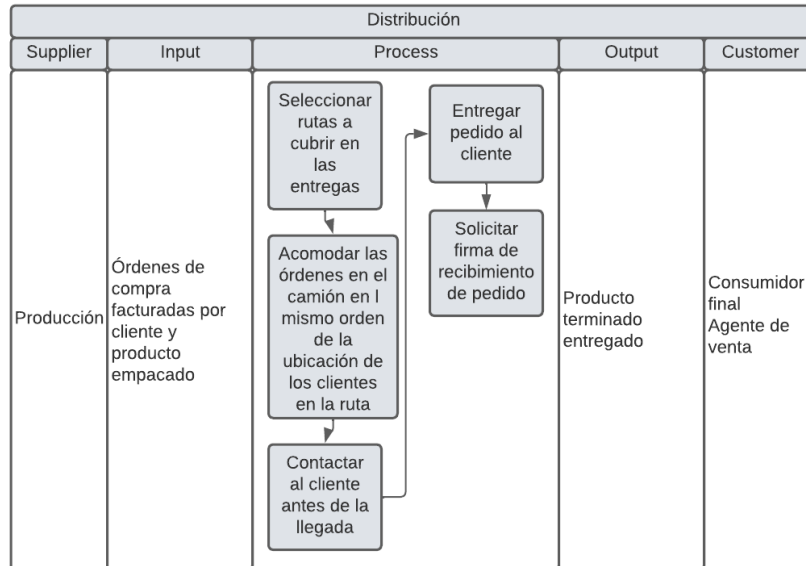 Distribución
Supplier
Input
Process
Output
Customer
Producción
Órdenes de
compra
facturadas por
cliente y
producto
empacado
Seleccionar
rutas a
cubrir en
las
entregas
Acomodar las
órdenes en el
camión en l
mismo orden
de la
ubicación de
los clientes
en la ruta
Contactar
al cliente
antes de la
llegada
Entregar
pedido al
cliente
Solicitar
firma de
recibimiento
de pedido
Producto
terminado
entregado
Consumidor
final
Agente de
venta